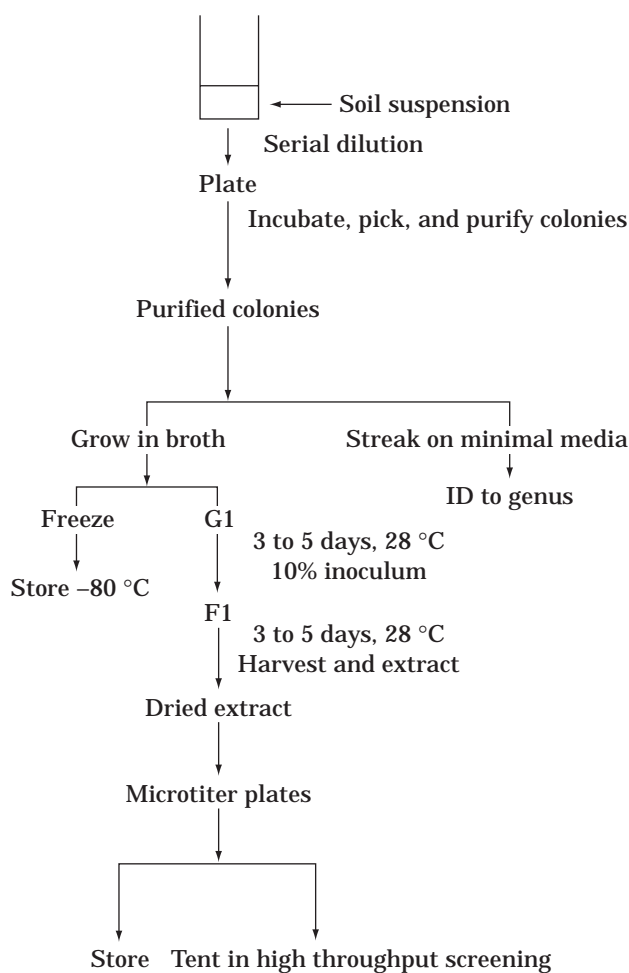 Soil suspension
Serial dilution
Plate
Incubate, pick, and purify colonies
Purified colonies
Grow in broth
Streak on minimal media
ID to genus
Freeze
G1
3 to 5 days, 28 °C
10% inoculum
Store –80 °C
F1
3 to 5 days, 28 °C
Harvest and extract
Dried extract
Microtiter plates
Store
Tent in high throughput screening